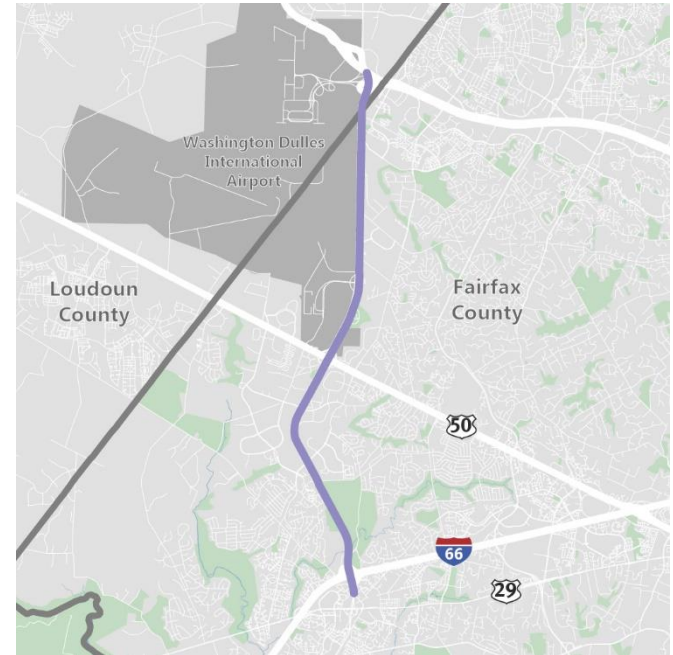 Washington Dulles
International
Airport
Loudoun
County
Fairfax
County
50
66
29